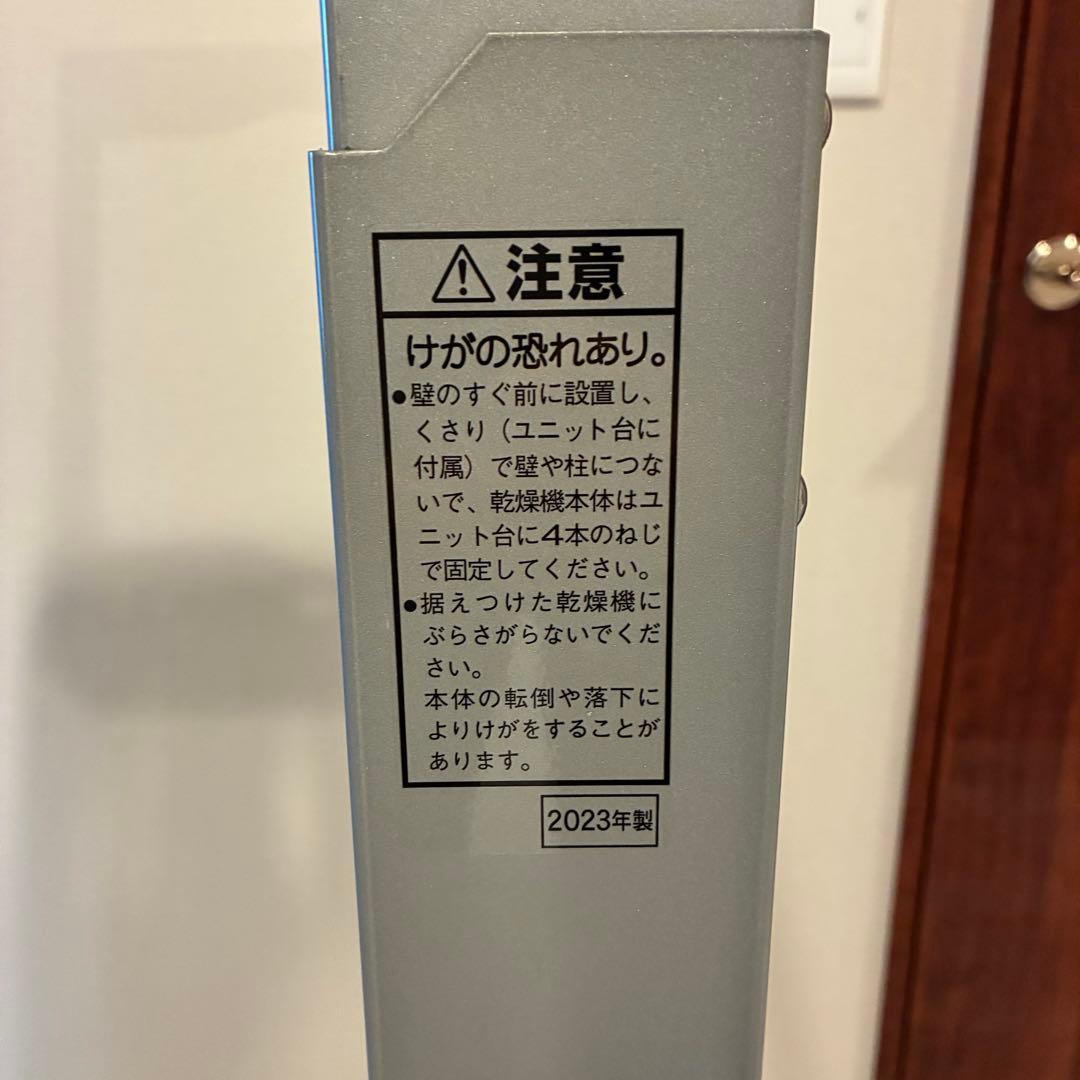 注意
けがの恐れあり。
●壁のすぐ前に設置し、
くさり（ユニット台に
付属）で壁や柱につな
いで、乾燥機本体はユ
ニット台に4本のねじ
で固定してください。
●据えつけた乾燥機に
ぶらさがらないでくだ
さい。
本体の転倒や落下に
よりけがをすることが
あります。
2023年製